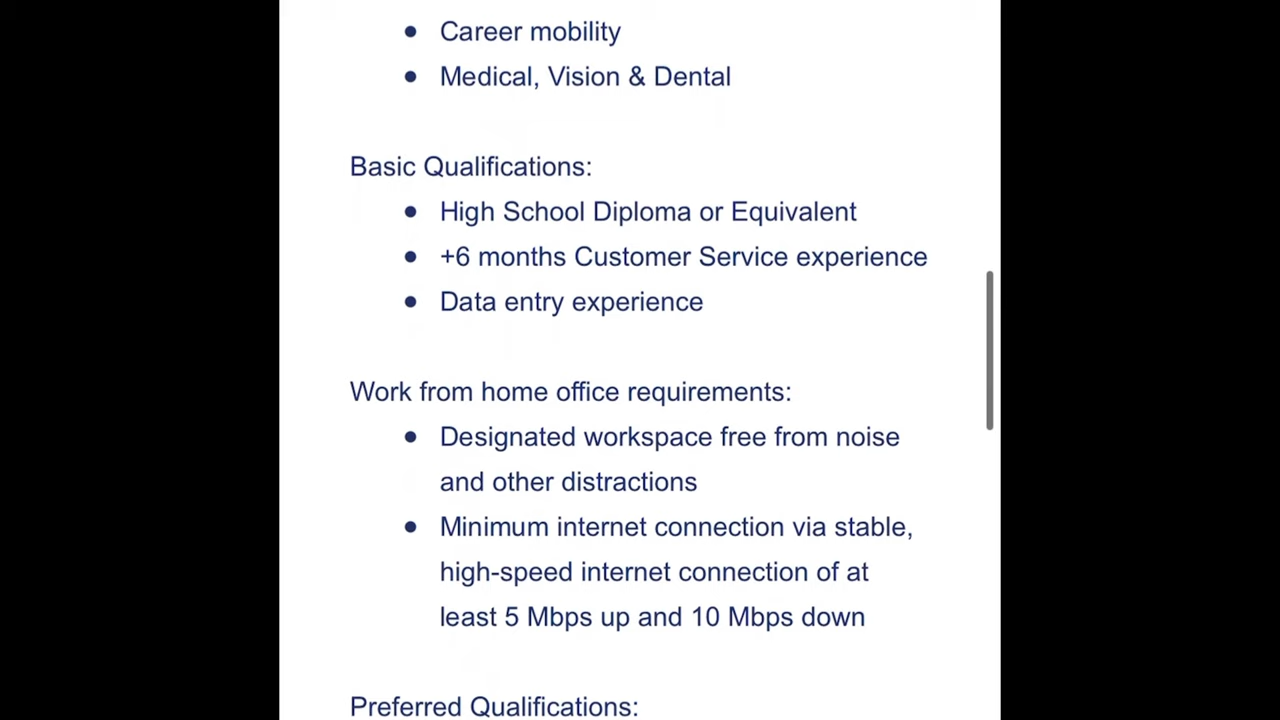 ● Career mobility
● Medical, Vision & Dental
Basic Qualifications:
● High School Diploma or Equivalent
● +6 months Customer Service experience
● Data entry experience
Work from home office requirements:
● Designated workspace free from noise
and other distractions
● Minimum internet connection via stable,
high-speed internet connection of at
least 5 Mbps up and 10 Mbps down
Preferred Qualifications: